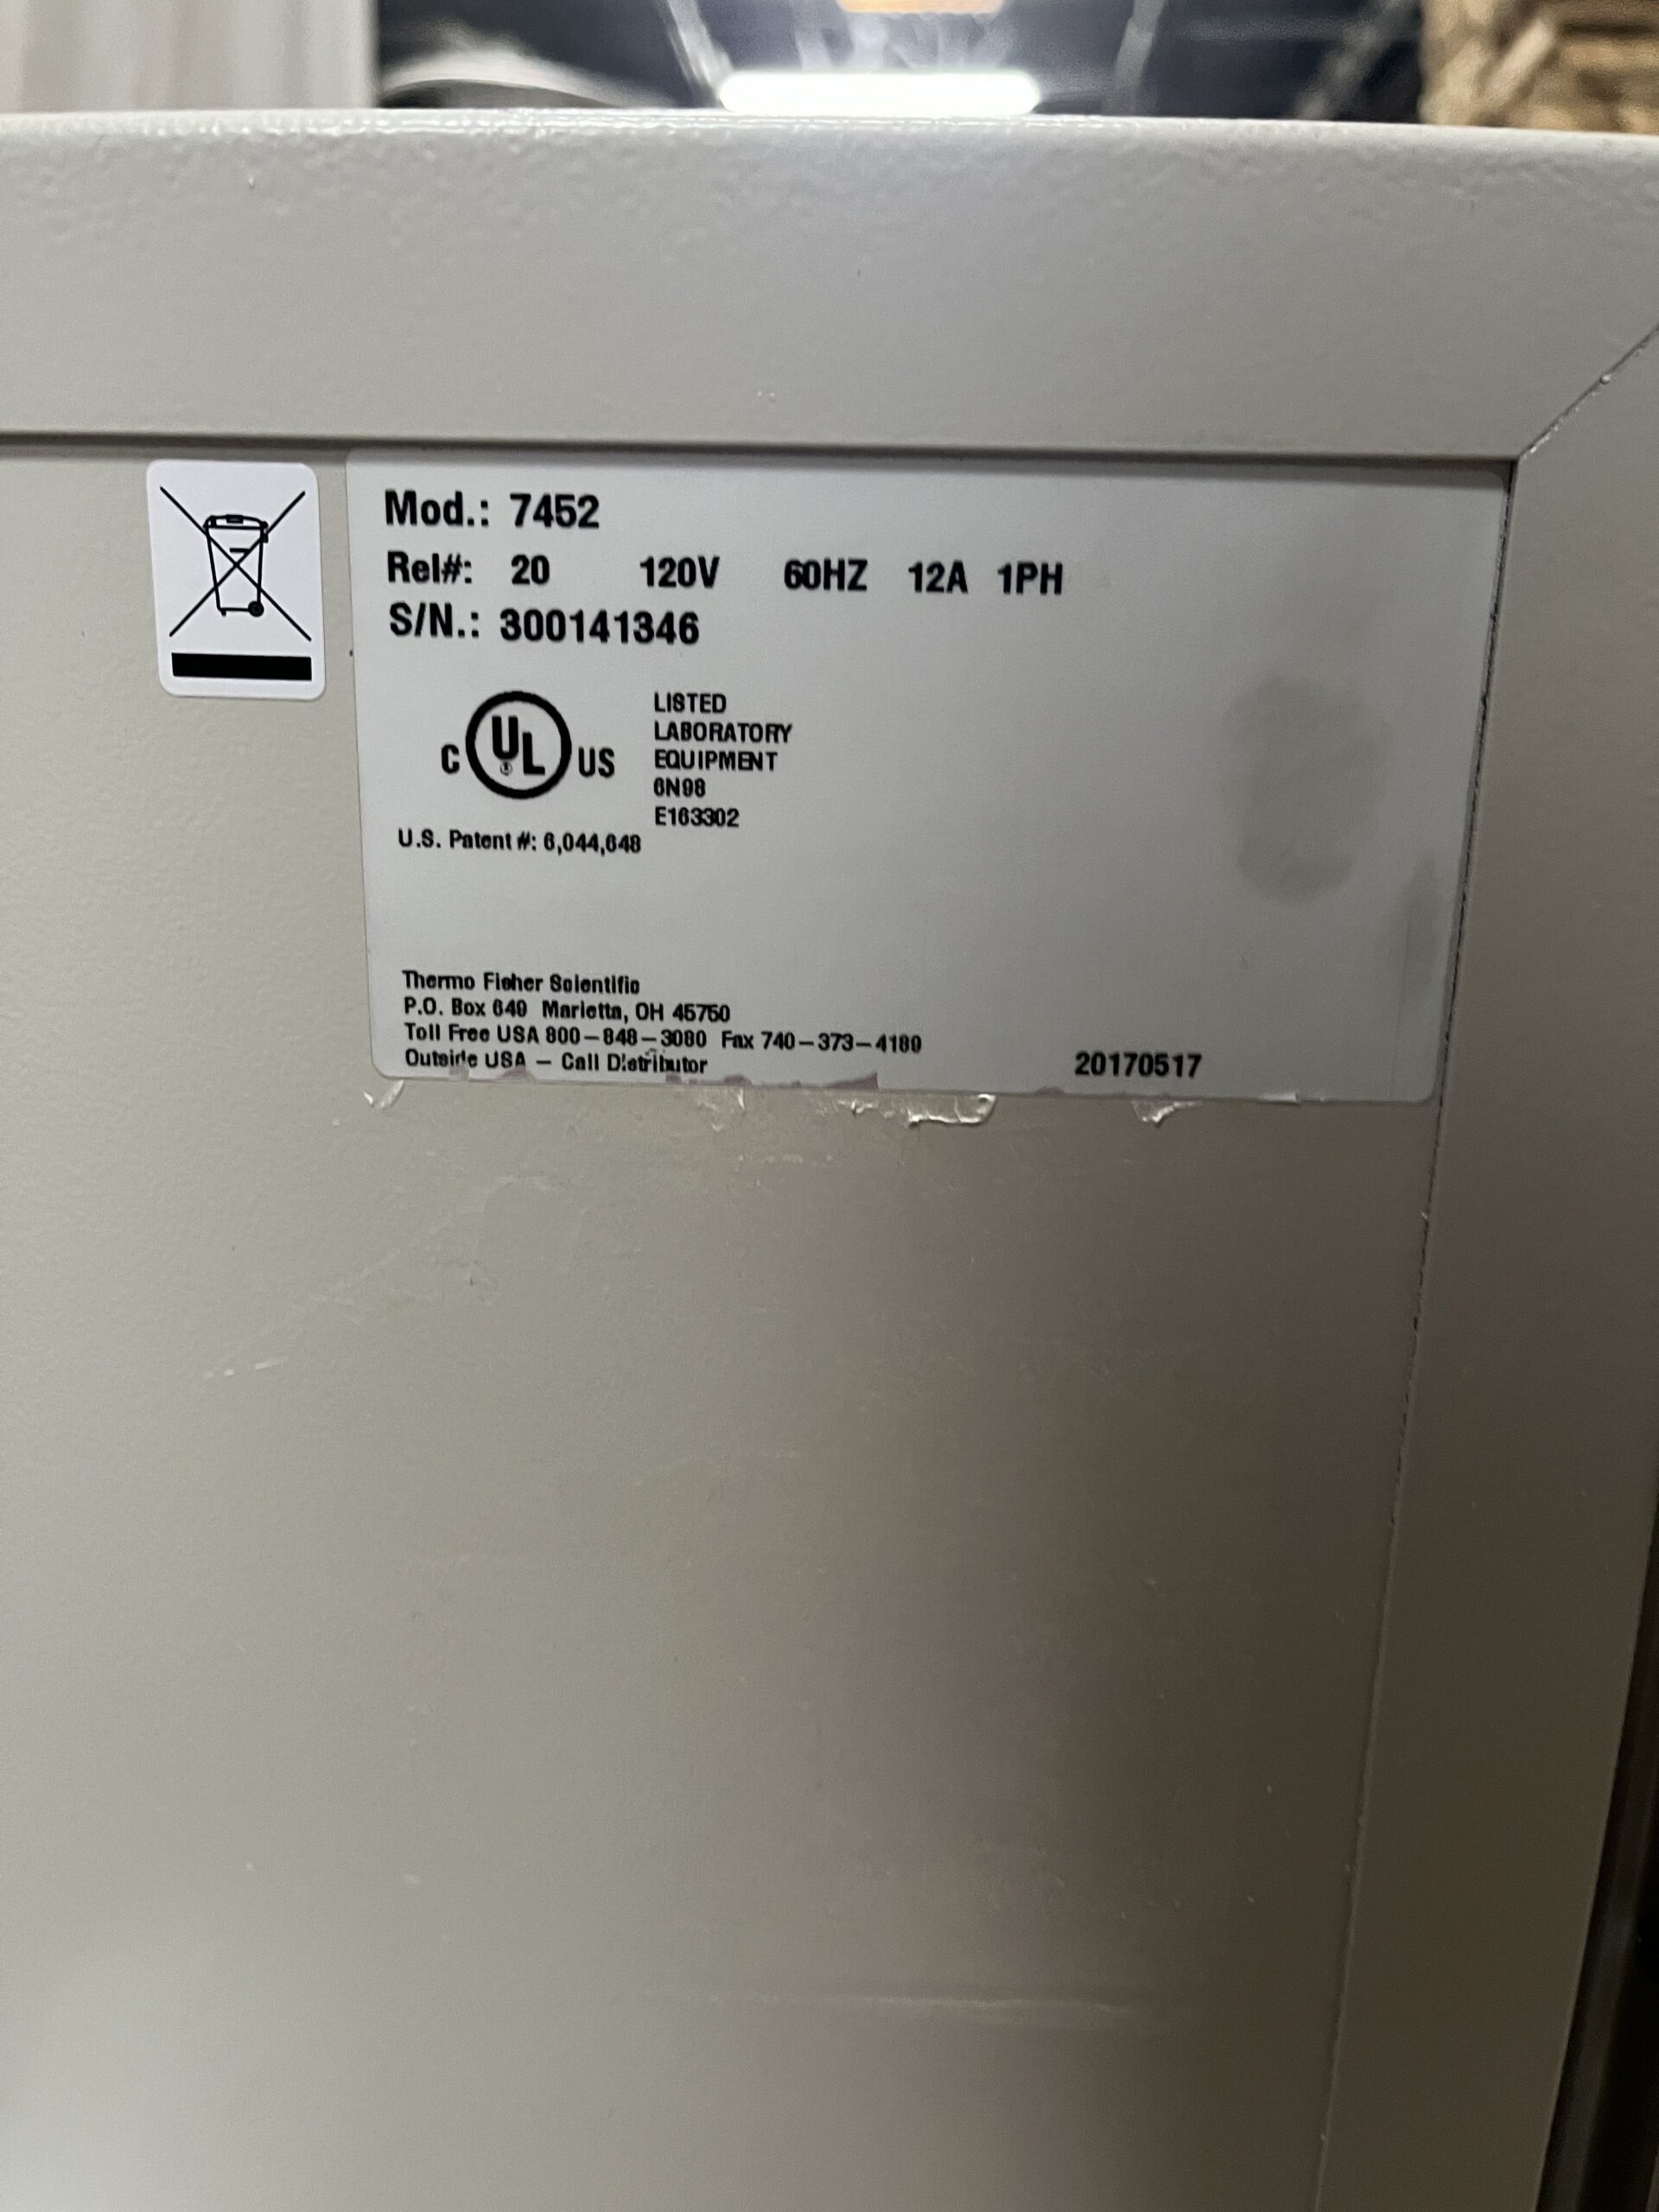 Mod.: 7452
Rel#: 20 120V 60HZ 12A 1PH
S/N.: 300141346
C UL US
®
LISTED
LABORATORY
EQUIPMENT
6N98
E163302
U.S. Patent #: 6,044,648
Thermo Fisher Scientific
P.O. Box 649 Marietta, OH 45750
Toll Free USA 800-848-3080 Fax 740-373-4189
Outside USA - Call Distributor
20170517